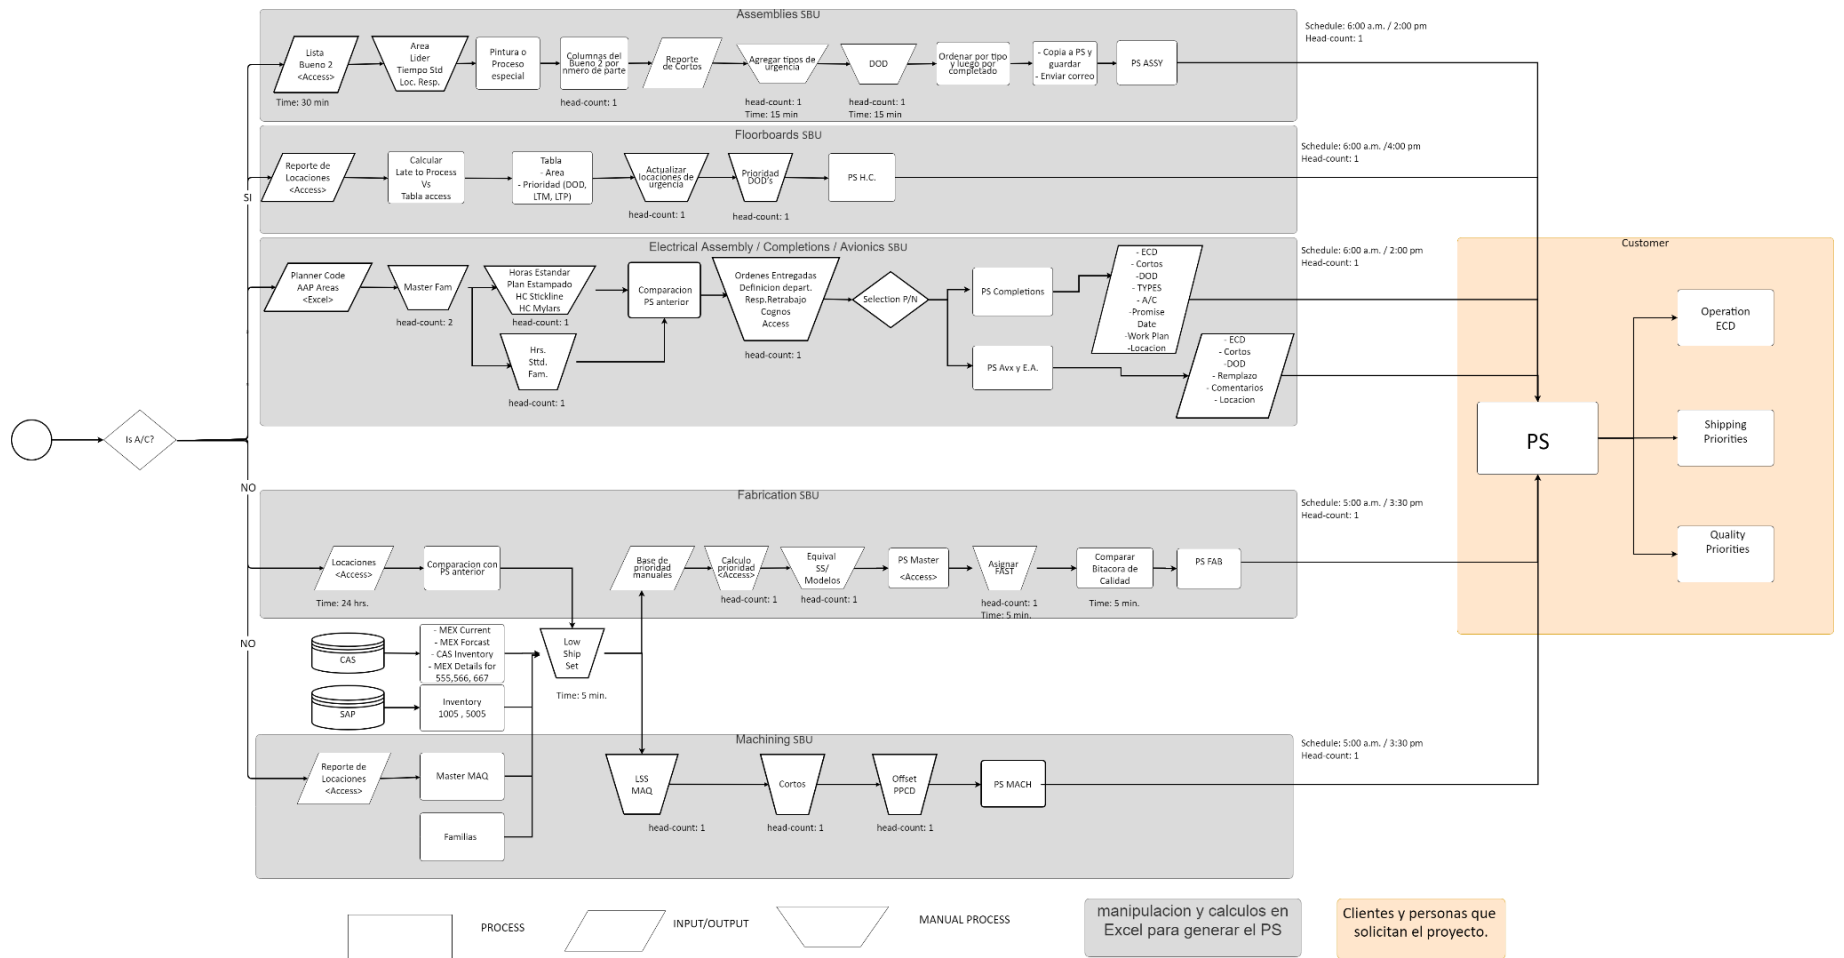 Assemblies SBU
Lista
Bueno 2
<Access>
Time: 30 min
Area
Lider
Tiempo Std
Loc. Resp.
Pintura o
Proceso
especial
Columnas del
Bueno 2 por
nmero de parte
head-count: 1
Reporte
de Cortos
Agregar tipos de
urgencia
head-count: 1
Time: 15 min
DOD
head-count: 1
Time: 15 min
Ordenar por tipo
y luego por
completado
- Copia a PS y
guardar
- Enviar correo
PS ASSY
Schedule: 6:00 a.m. / 2:00 pm
Head-count: 1
Floorboards SBU
Reporte de
Locaciones
<Access>
Calcular
Late to Process
Vs
Tabla access
Tabla
- Area
- Prioridad (DOD,
LTM, LTP)
Actualizar
locaciones de
urgencia
head-count: 1
Prioridad
DOD's
head-count: 1
PS H.C.
Schedule: 6:00 a.m. /4:00 pm
Head-count: 1
SI
Electrical Assembly / Completions / Avionics SBU
Planner Code
AAP Areas
<Excel>
Master Fam
head-count: 2
Horas Estandar
Plan Estampado
HC Stickline
HC Mylars
head-count: 1
Hrs.
Sttd.
Fam.
head-count: 1
Comparacion
PS anterior
Ordenes Entregadas
Definicion depart.
Resp.Retrabajo
Cognos
Access
head-count: 1
Selection P/N
PS Completions
- ECD
- Cortos
-DOD
- TYPES
- A/C
-Promise
Date
-Work Plan
-Locacion
PS Avx y E.A.
- ECD
- Cortos
-DOD
- Remplazo
- Comentarios
- Locacion
Schedule: 6:00 a.m. / 2:00 pm
Head-count: 1
Customer
Operation
ECD
Shipping
Priorities
Quality
Priorities
PS
Is A/C?
NO
Fabrication SBU
Locaciones
<Access>
Time: 24 hrs.
Comparacion con
PS anterior
Base de
prioridad
manuales
Calculo
prioridad
<Access>
head-count: 1
Equival
SS/
Modelos
head-count: 1
PS Master
<Access>
Asignar
FAST
head-count: 1
Time: 5 min.
Comparar
Bitacora de
Calidad
Time: 5 min.
PS FAB
Schedule: 5:00 a.m. / 3:30 pm
Head-count: 1
NO
CAS
- MEX Current
- MEX Forcast
- CAS Inventory
- MEX Details for
555,566, 667
Low
Ship
Set
Time: 5 min.
SAP
Inventory
1005 , 5005
Machining SBU
Reporte de
Locaciones
<Access>
Master MAQ
Familias
LSS
MAQ
head-count: 1
Cortos
head-count: 1
Offset
PPCD
head-count: 1
PS MACH
Schedule: 5:00 a.m. / 3:30 pm
Head-count: 1
PROCESS
INPUT/OUTPUT
MANUAL PROCESS
manipulacion y calculos en
Excel para generar el PS
Clientes y personas que
solicitan el proyecto.